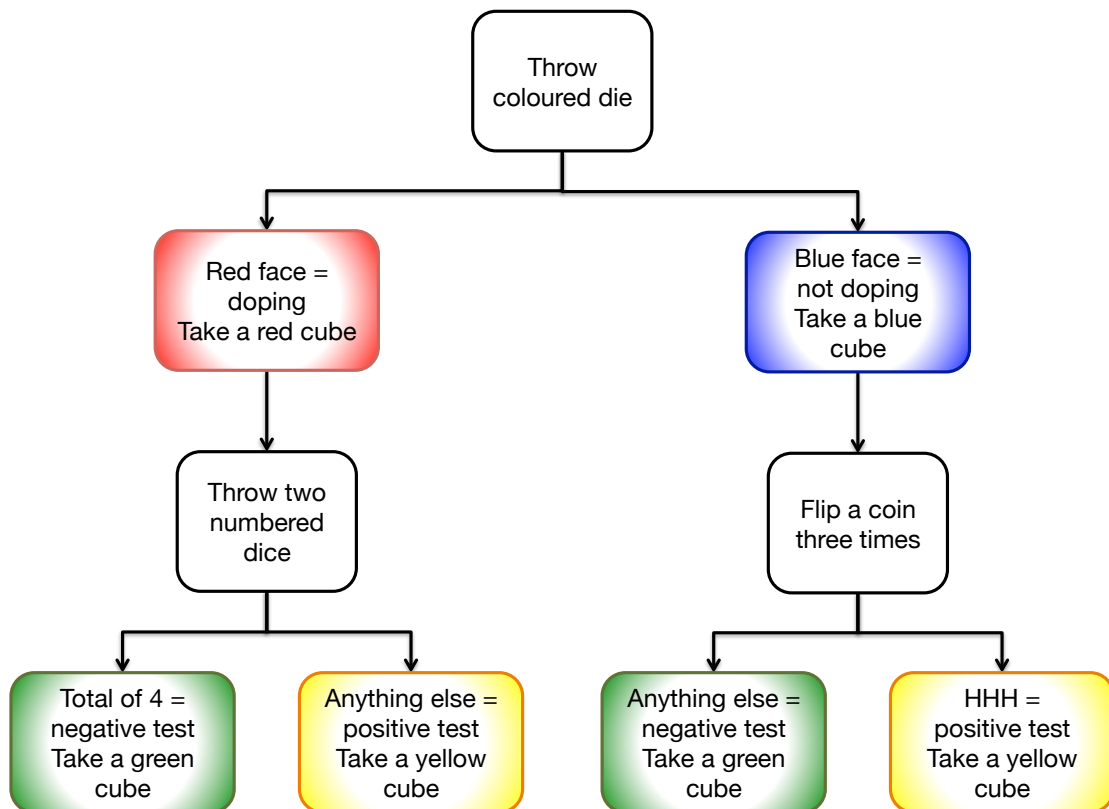 Throw
coloured die
Red face =
doping
Take a red cube
Blue face =
not doping
Take a blue
cube
Throw two
numbered
dice
Flip a coin
three times
Total of 4 =
negative test
Take a green
cube
Anything else =
positive test
Take a yellow
cube
Anything else =
negative test
Take a green
cube
HHH =
positive test
Take a yellow
cube